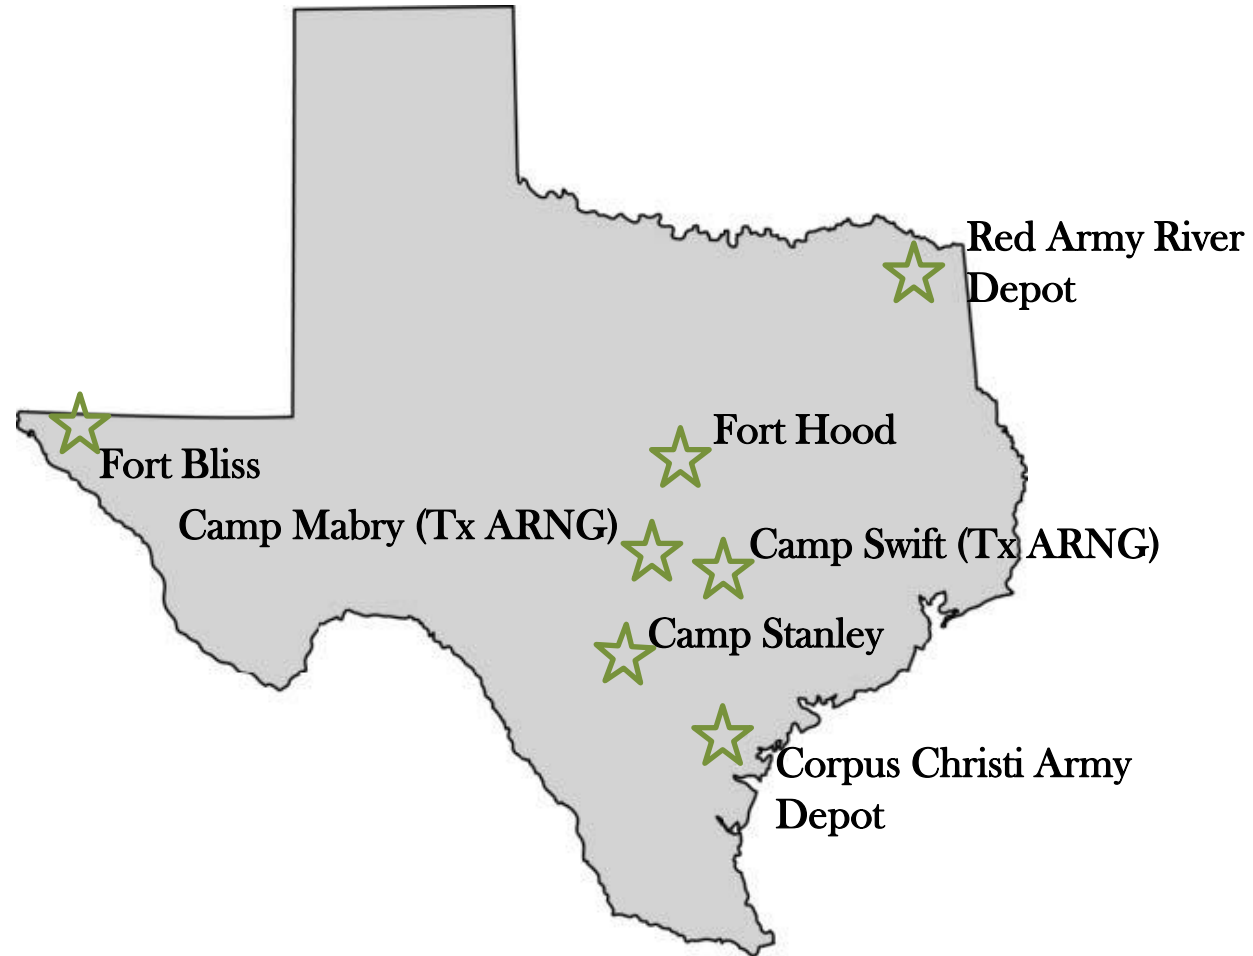 Red Army River
Depot
Fort Hood
Fort Bliss
Camp Mabry (Tx ARNG)
Camp Swift (Tx ARNG)
Camp Stanley
Corpus Christi Army
Depot